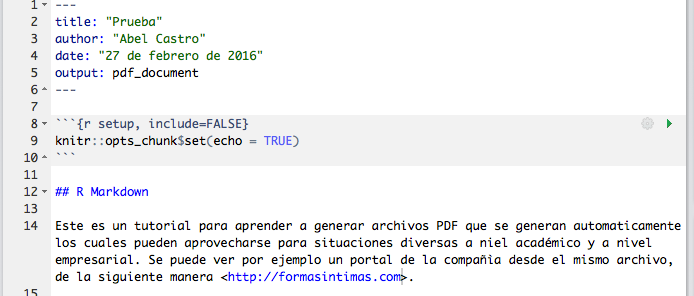 1 ---
2 title: "Prueba"
3 author: "Abel Castro"
4 date: "27 de febrero de 2016"
5 output: pdf_document
6 ---
7
8 ```{r setup, include=FALSE}
9 knitr::opts_chunk$set(echo = TRUE)
10 ```
11
12 ## R Markdown
13
14 Este es un tutorial para aprender a generar archivos PDF que se generan automaticamente
los cuales pueden aprovecharse para situaciones diversas a niel académico y a nivel
empresarial. Se puede ver por ejemplo un portal de la compañia desde el mismo archivo,
de la siguiente manera <http://formasintimas.com>.
15